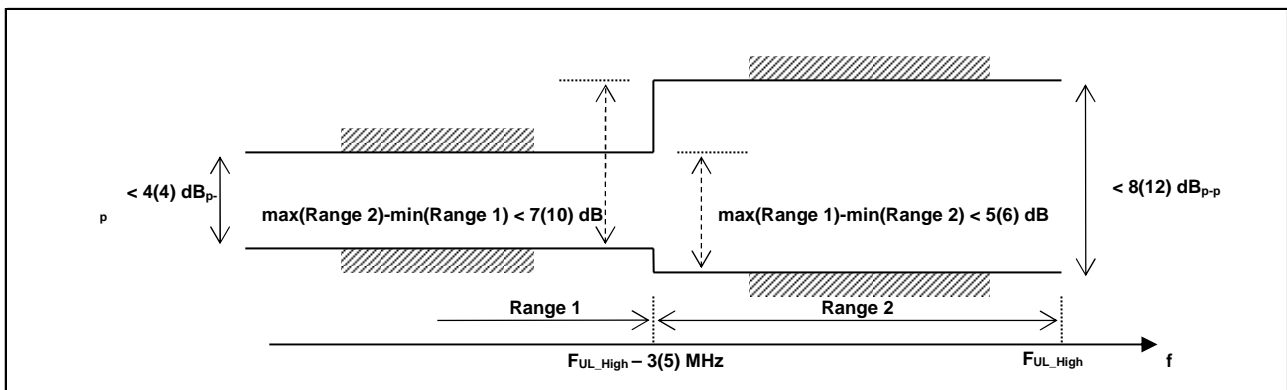 < 4(4) dBp-p
max(Range 2)-min(Range 1) < 7(10) dB
max(Range 1)-min(Range 2) < 5(6) dB
< 8(12) dBp-p
Range 1
Range 2
FUL_High – 3(5) MHz
FUL_High
f